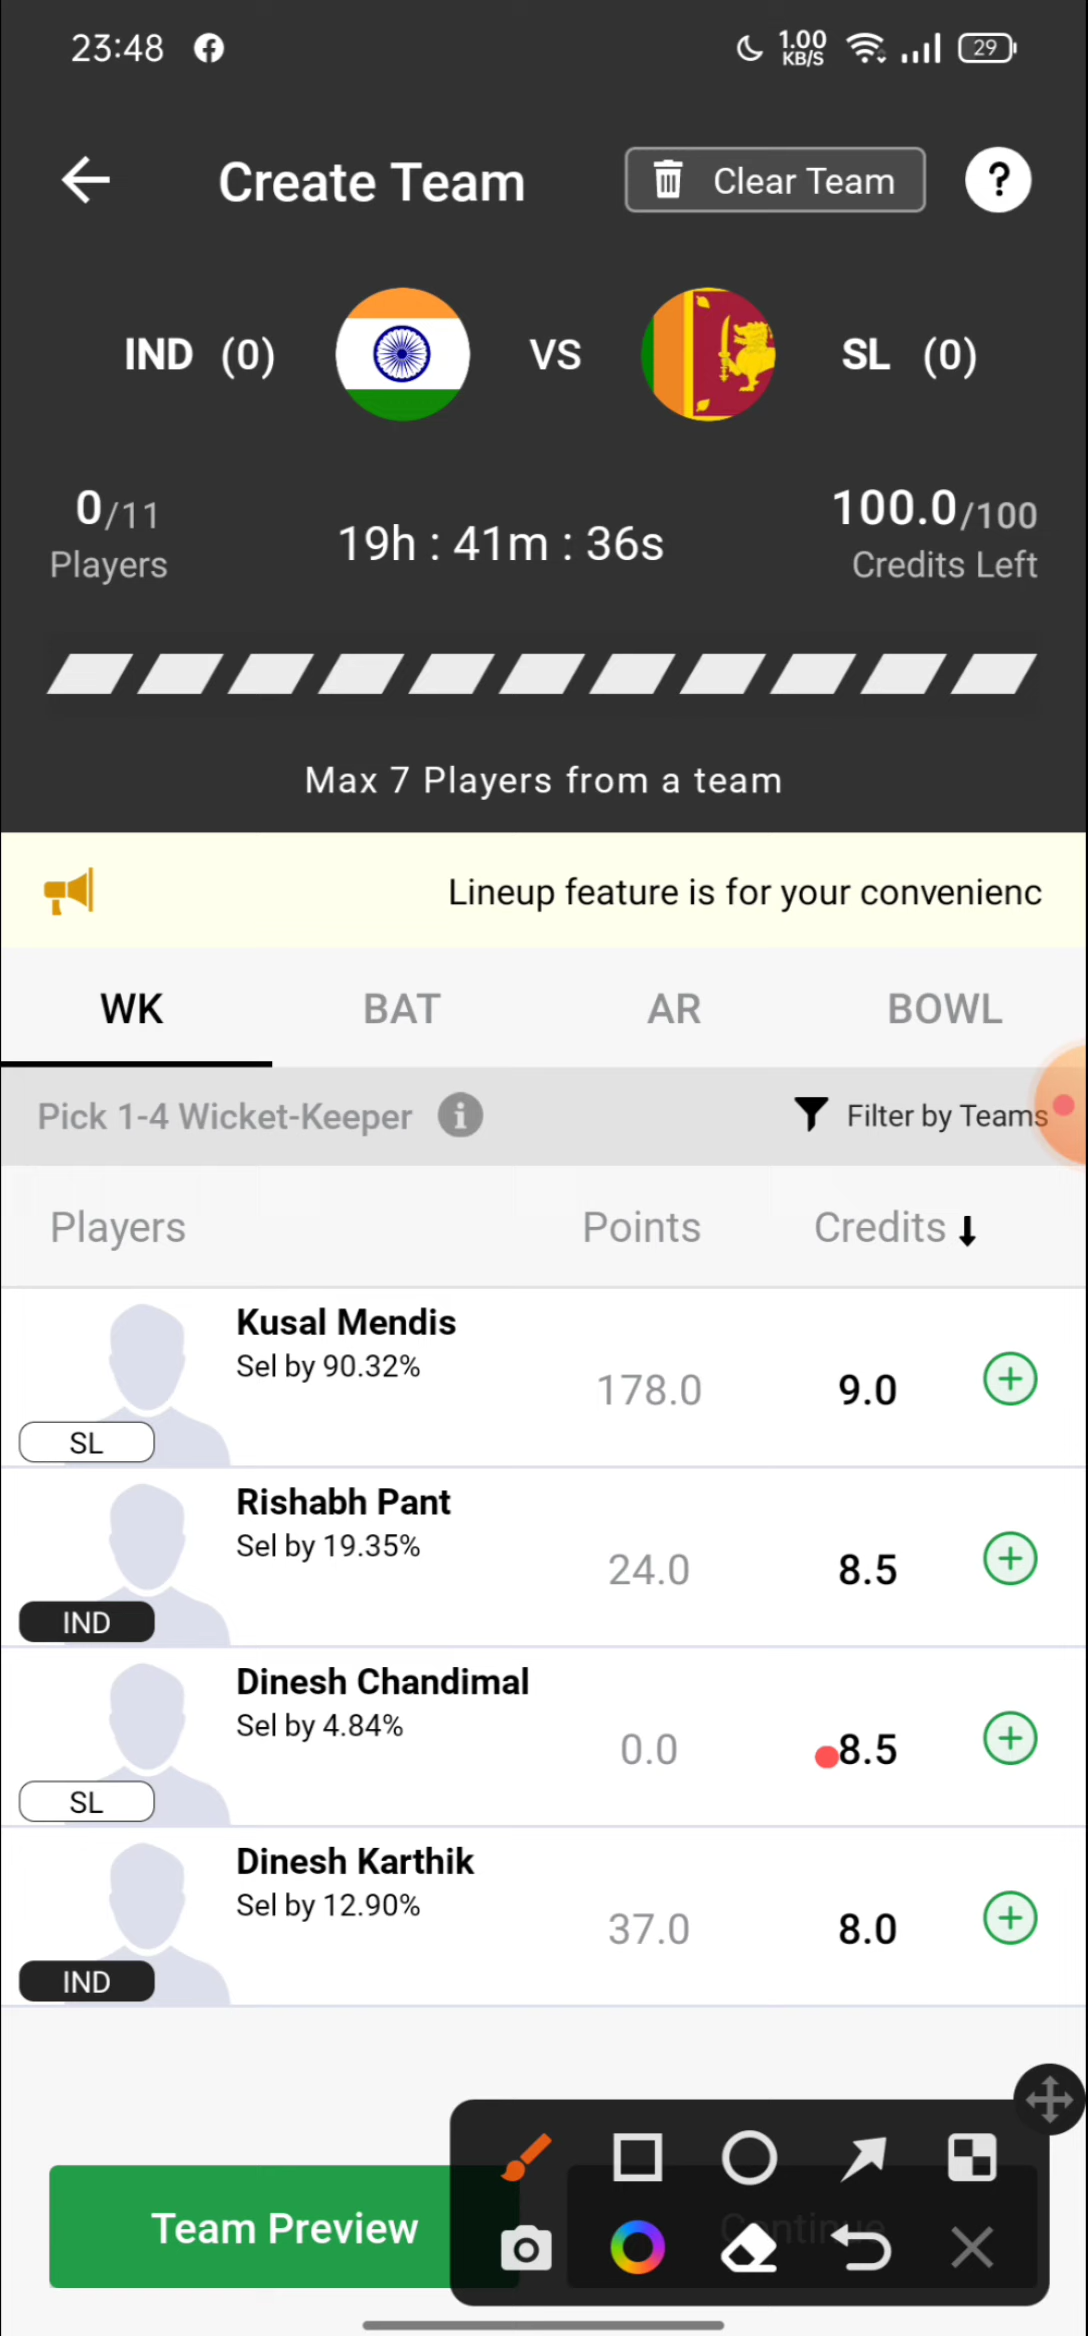 23:48 1.00 KB/S 29
Create Team Clear Team ?
IND (0) VS SL (0)
0/11 19h : 41m : 36s 100.0/100
Players Credits Left
Max 7 Players from a team
Lineup feature is for your convenienc
WK BAT AR BOWL
Pick 1-4 Wicket-Keeper i Filter by Teams
Players Points Credits
Kusal Mendis
Sel by 90.32%
178.0 9.0
SL
Rishabh Pant
Sel by 19.35%
24.0 8.5
IND
Dinesh Chandimal
Sel by 4.84%
0.0 8.5
SL
Dinesh Karthik
Sel by 12.90%
37.0 8.0
IND
Team Preview Continue